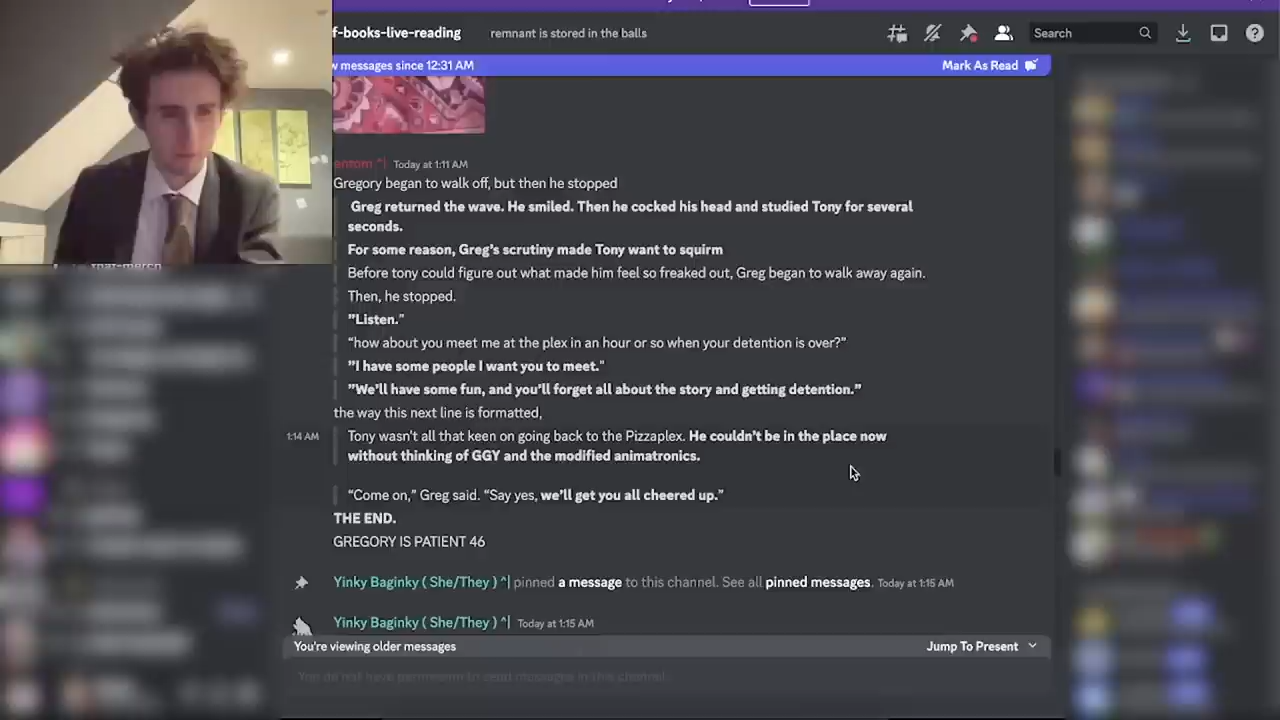 f-books-live-reading remnant is stored in the balls Search
w messages since 12:31 AM Mark As Read
Today at 1:11 AM
Gregory began to walk off, but then he stopped
Greg returned the wave. He smiled. Then he cocked his head and studied Tony for several
seconds.
For some reason, Greg's scrutiny made Tony want to squirm
Before tony could figure out what made him feel so freaked out, Greg began to walk away again.
Then, he stopped.
"Listen."
"how about you meet me at the plex in an hour or so when your detention is over?"
"I have some people I want you to meet."
"We'll have some fun, and you'll forget all about the story and getting detention."
the way this next line is formatted,
1:14 AM Tony wasn't all that keen on going back to the Pizzaplex. He couldn't be in the place now
without thinking of GGY and the modified animatronics.
"Come on," Greg said. "Say yes, we'll get you all cheered up."
THE END.
GREGORY IS PATIENT 46
Yinky Baginky ( She/They ) ^| pinned a message to this channel. See all pinned messages. Today at 1:15 AM
Yinky Baginky ( She/They ) ^| Today at 1:15 AM
You're viewing older messages Jump To Present
You do not have permission to send messages in this channel.